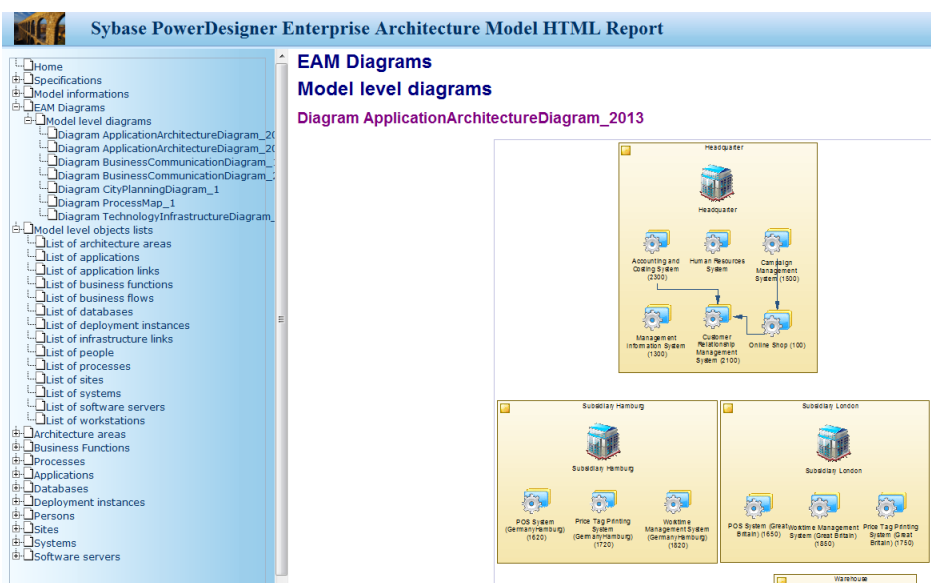 Sybase PowerDesigner Enterprise Architecture Model HTML Report
Home
Specifications
Model informations
EAM Diagrams
Model level diagrams
Diagram ApplicationArchitectureDiagram_20
Diagram ApplicationArchitectureDiagram_20
Diagram BusinessCommunicationDiagram_
Diagram BusinessCommunicationDiagram_
Diagram CityPlanningDiagram_1
Diagram ProcessMap_1
Diagram TechnologyInfrastructureDiagram_
Model level objects lists
List of architecture areas
List of applications
List of application links
List of business functions
List of business flows
List of databases
List of deployment instances
List of infrastructure links
List of people
List of processes
List of sites
List of systems
List of software servers
List of workstations
Architecture areas
Business Functions
Processes
Applications
Databases
Deployment instances
Persons
Sites
Systems
Software servers
EAM Diagrams
Model level diagrams
Diagram ApplicationArchitectureDiagram_2013
Headquarter
Headquarter
Accounting and
Costing System
(2300)
Human Resources
System
Campaign
Management
System (1500)
Management
Information System
(1300)
Customer
Relationship
Management
System (2100)
Online Shop (100)
Subsidiary Hamburg
Subsidiary Hamburg
POS System
(Germany/Hamburg)
(1620)
Price Tag Printing
System
(Germany/Hamburg)
(1720)
Worktime
Management System
(Germany/Hamburg)
(1820)
Subsidiary London
Subsidiary London
POS System (Great
Britain) (1650)
Worktime Management
System (Great Britain)
(1850)
Price Tag Printing
System (Great
Britain) (1750)
Warehouse